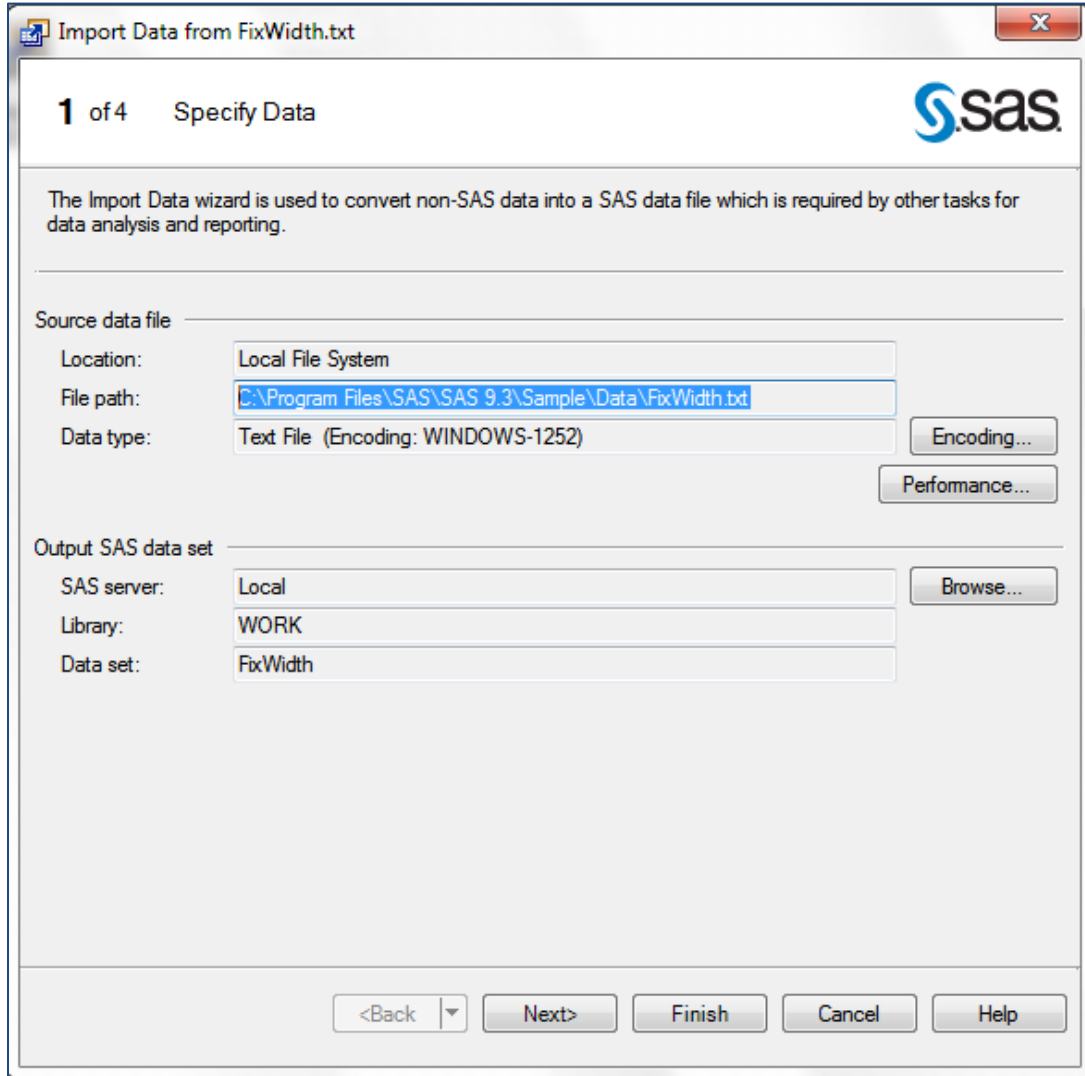 Import Data from FixWidth.txt
1 of 4 Specify Data
sas
The Import Data wizard is used to convert non-SAS data into a SAS data file which is required by other tasks for
data analysis and reporting.
Source data file
Location: Local File System
File path: C:\Program Files\SAS\SAS 9.3\Sample\Data\FixWidth.txt
Data type: Text File (Encoding: WINDOWS-1252) Encoding...
Performance...
Output SAS data set
SAS server: Local Browse...
Library: WORK
Data set: FixWidth
<Back Next> Finish Cancel Help